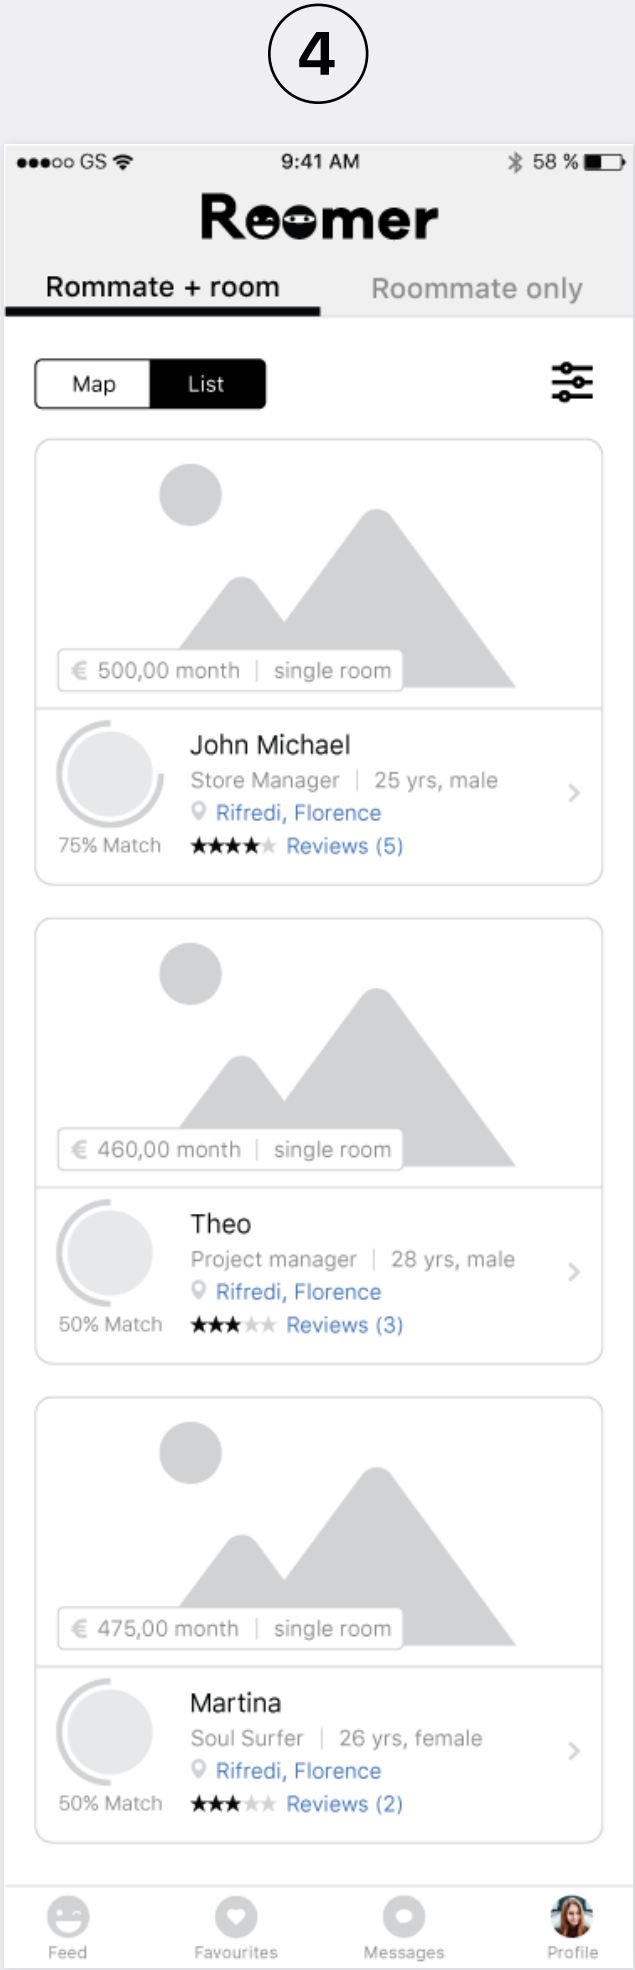 4
GS 9:41 AM 58 %
Roomer
Rommate + room Roommate only
Map List
€ 500,00 month | single room
John Michael
Store Manager | 25 yrs, male
Rifredi, Florence
75% Match ★★★★★ Reviews (5)
€ 460,00 month | single room
Theo
Project manager | 28 yrs, male
Rifredi, Florence
50% Match ★★★★★ Reviews (3)
€ 475,00 month | single room
Martina
Soul Surfer | 26 yrs, female
Rifredi, Florence
50% Match ★★★★★ Reviews (2)
Feed Favourites Messages Profile